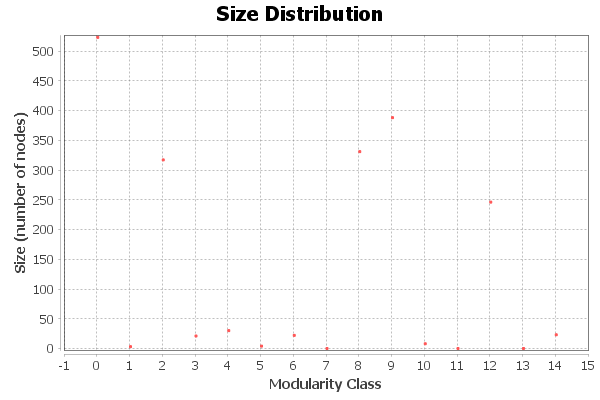 Size Distribution
Size (number of nodes)
500
450
400
350
300
250
200
150
100
50
0
-1 0 1 2 3 4 5 6 7 8 9 10 11 12 13 14 15
Modularity Class